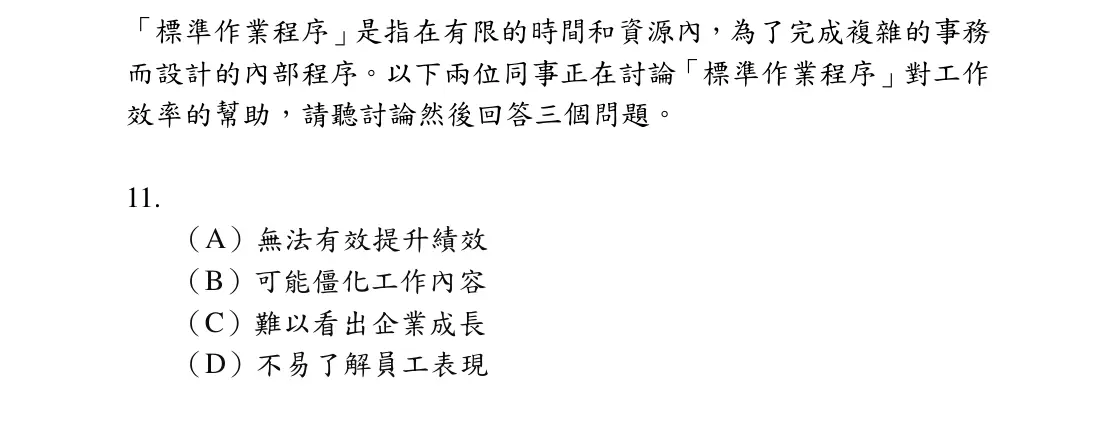 「標準作業程序」是指在有限的時間和資源內，為了完成複雜的事務
而設計的內部程序。以下兩位同事正在討論「標準作業程序」對工作
效率的幫助，請聽討論然後回答三個問題。
11.
（A）無法有效提升績效
（B）可能僵化工作內容
（C）難以看出企業成長
（D）不易了解員工表現